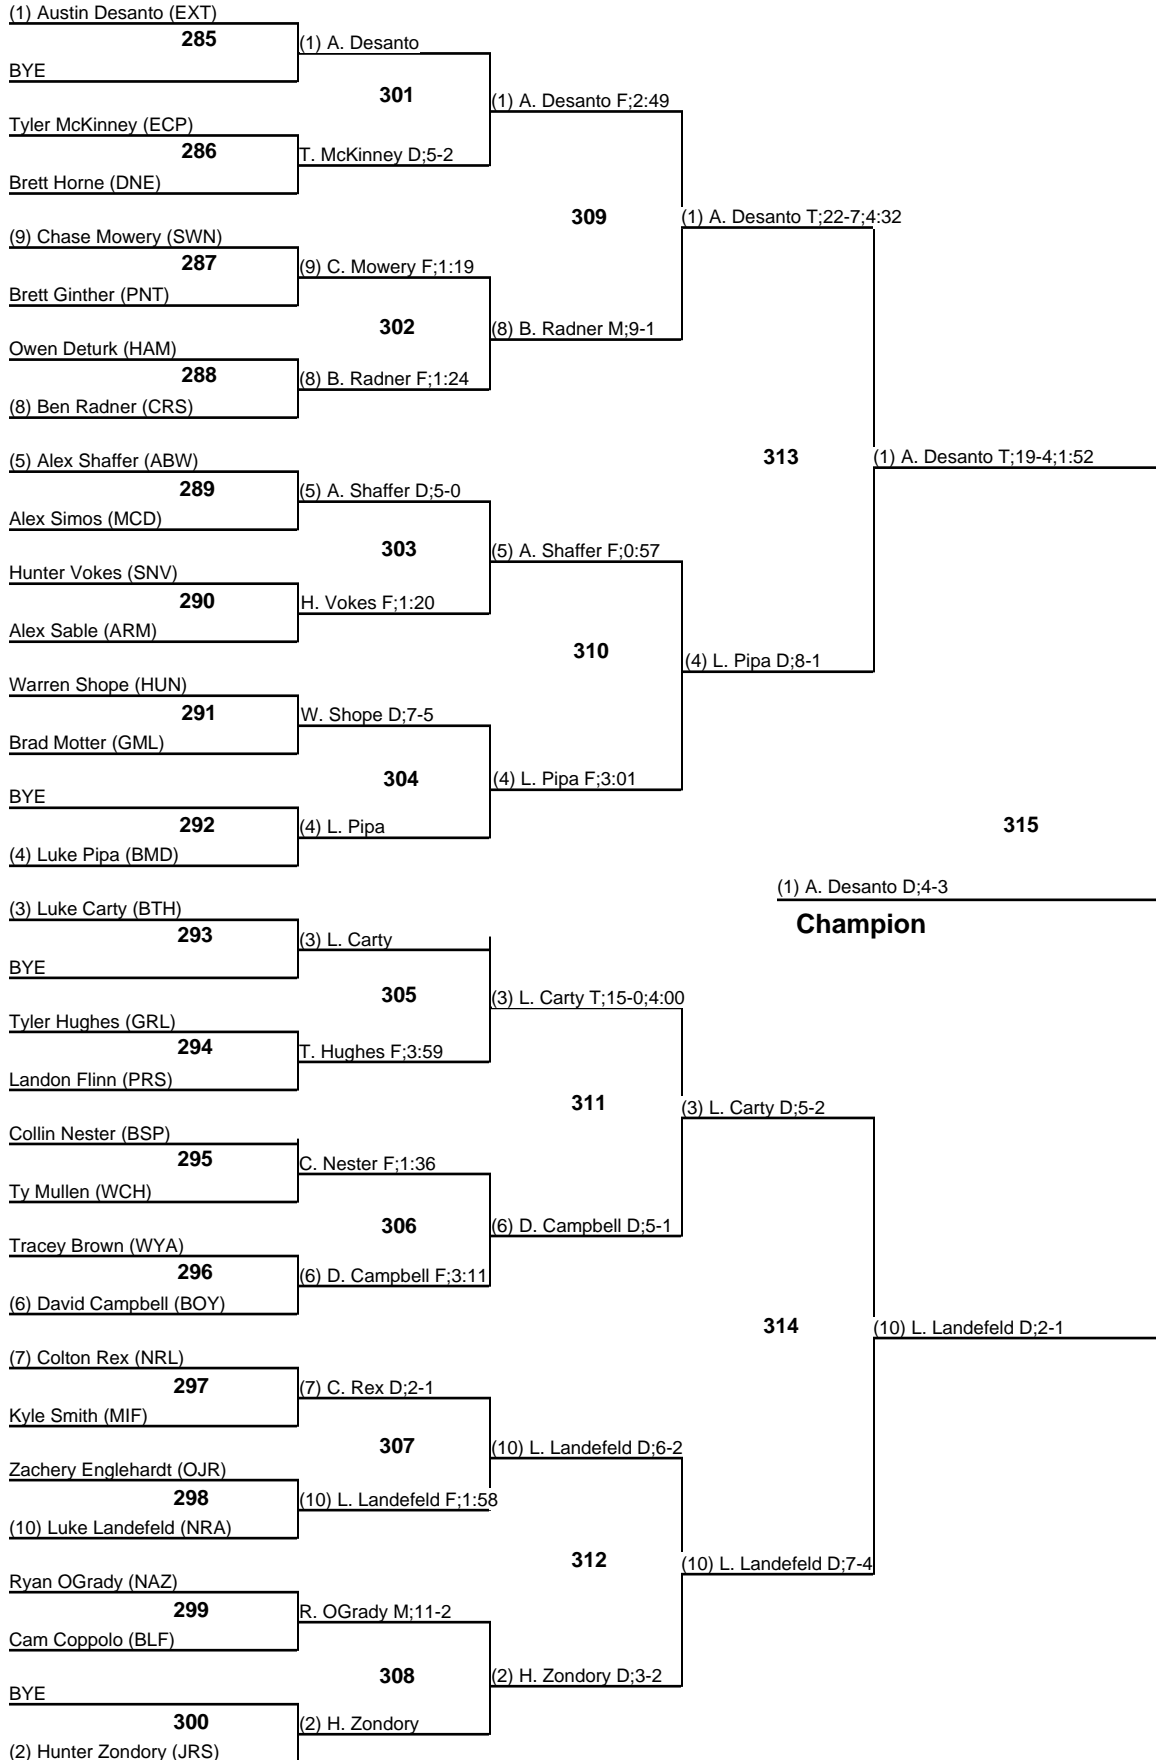 (1) Austin Desanto (EXT)
285
(1) A. Desanto
BYE
301
(1) A. Desanto F;2:49
Tyler McKinney (ECP)
286
T. McKinney D;5-2
Brett Horne (DNE)
309
(1) A. Desanto T;22-7;4:32
(9) Chase Mowery (SWN)
287
(9) C. Mowery F;1:19
Brett Ginther (PNT)
302
(8) B. Radner M;9-1
Owen Deturk (HAM)
288
(8) B. Radner F;1:24
(8) Ben Radner (CRS)
313
(1) A. Desanto T;19-4;1:52
(5) Alex Shaffer (ABW)
289
(5) A. Shaffer D;5-0
Alex Simos (MCD)
303
(5) A. Shaffer F;0:57
Hunter Vokes (SNV)
290
H. Vokes F;1:20
Alex Sable (ARM)
310
(4) L. Pipa D;8-1
Warren Shope (HUN)
291
W. Shope D;7-5
Brad Motter (GML)
304
(4) L. Pipa F;3:01
BYE
292
(4) L. Pipa
(4) Luke Pipa (BMD)
315
(1) A. Desanto D;4-3
Champion
(3) Luke Carty (BTH)
293
(3) L. Carty
BYE
305
(3) L. Carty T;15-0;4:00
Tyler Hughes (GRL)
294
T. Hughes F;3:59
Landon Flinn (PRS)
311
(3) L. Carty D;5-2
Collin Nester (BSP)
295
C. Nester F;1:36
Ty Mullen (WCH)
306
(6) D. Campbell D;5-1
Tracey Brown (WYA)
296
(6) D. Campbell F;3:11
(6) David Campbell (BOY)
314
(10) L. Landefeld D;2-1
(7) Colton Rex (NRL)
297
(7) C. Rex D;2-1
Kyle Smith (MIF)
307
(10) L. Landefeld D;6-2
Zachery Englehardt (OJR)
298
(10) L. Landefeld F;1:58
(10) Luke Landefeld (NRA)
312
(10) L. Landefeld D;7-4
Ryan OGrady (NAZ)
299
R. OGrady M;11-2
Cam Coppolo (BLF)
308
(2) H. Zondory D;3-2
BYE
300
(2) H. Zondory
(2) Hunter Zondory (JRS)